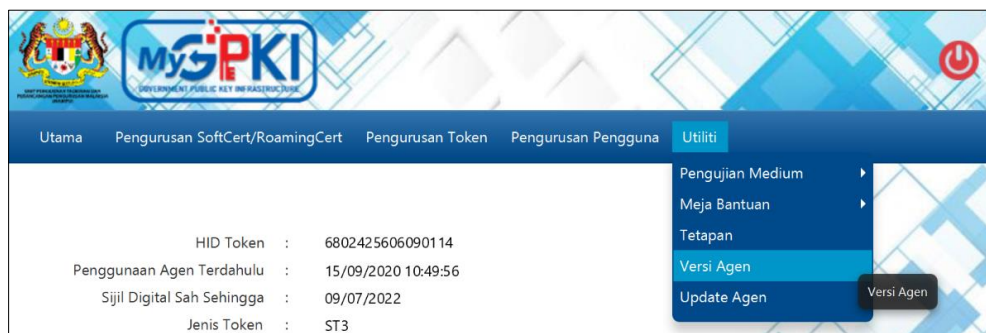 MyGPKI
GOVERNMENT PUBLIC KEY INFRASTRUCTURE
Utama Pengurusan SoftCert/RoamingCert Pengurusan Token Pengurusan Pengguna Utiliti
Pengujian Medium
Meja Bantuan
Tetapan
Versi Agen
Update Agen
Versi Agen
HID Token : 6802425606090114
Penggunaan Agen Terdahulu : 15/09/2020 10:49:56
Sijil Digital Sah Sehingga : 09/07/2022
Jenis Token : ST3